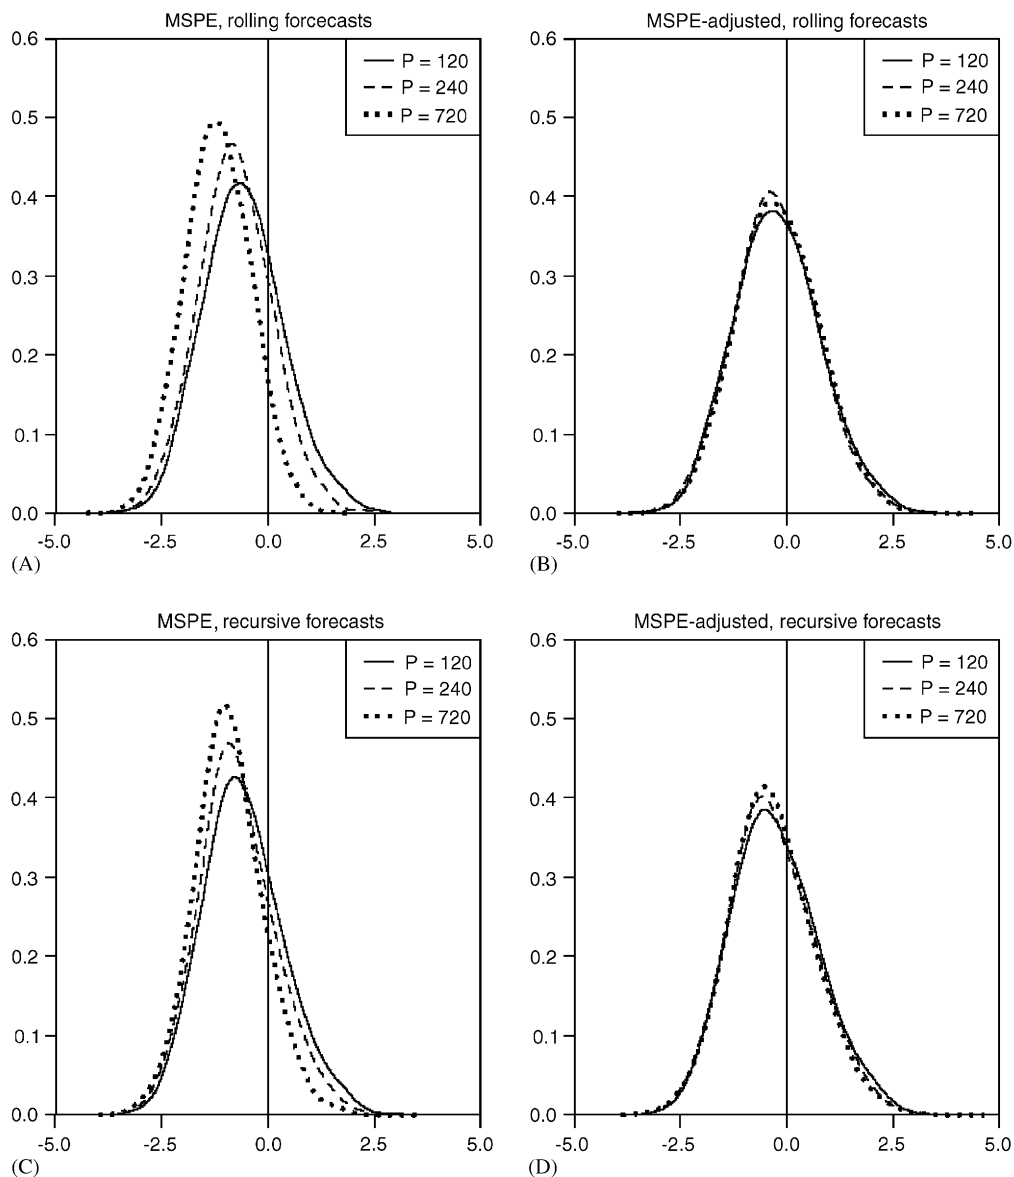 MSPE, rolling forcecasts
0.6
0.5
0.4
0.3
0.2
0.1
0.0
P = 120
P = 240
P = 720
-5.0 -2.5 0.0 2.5 5.0
(A)
MSPE-adjusted, rolling forecasts
0.6
0.5
0.4
0.3
0.2
0.1
0.0
P = 120
P = 240
P = 720
-5.0 -2.5 0.0 2.5 5.0
(B)
MSPE, recursive forecasts
0.6
0.5
0.4
0.3
0.2
0.1
0.0
P = 120
P = 240
P = 720
-5.0 -2.5 0.0 2.5 5.0
(C)
MSPE-adjusted, recursive forecasts
0.6
0.5
0.4
0.3
0.2
0.1
0.0
P = 120
P = 240
P = 720
-5.0 -2.5 0.0 2.5 5.0
(D)